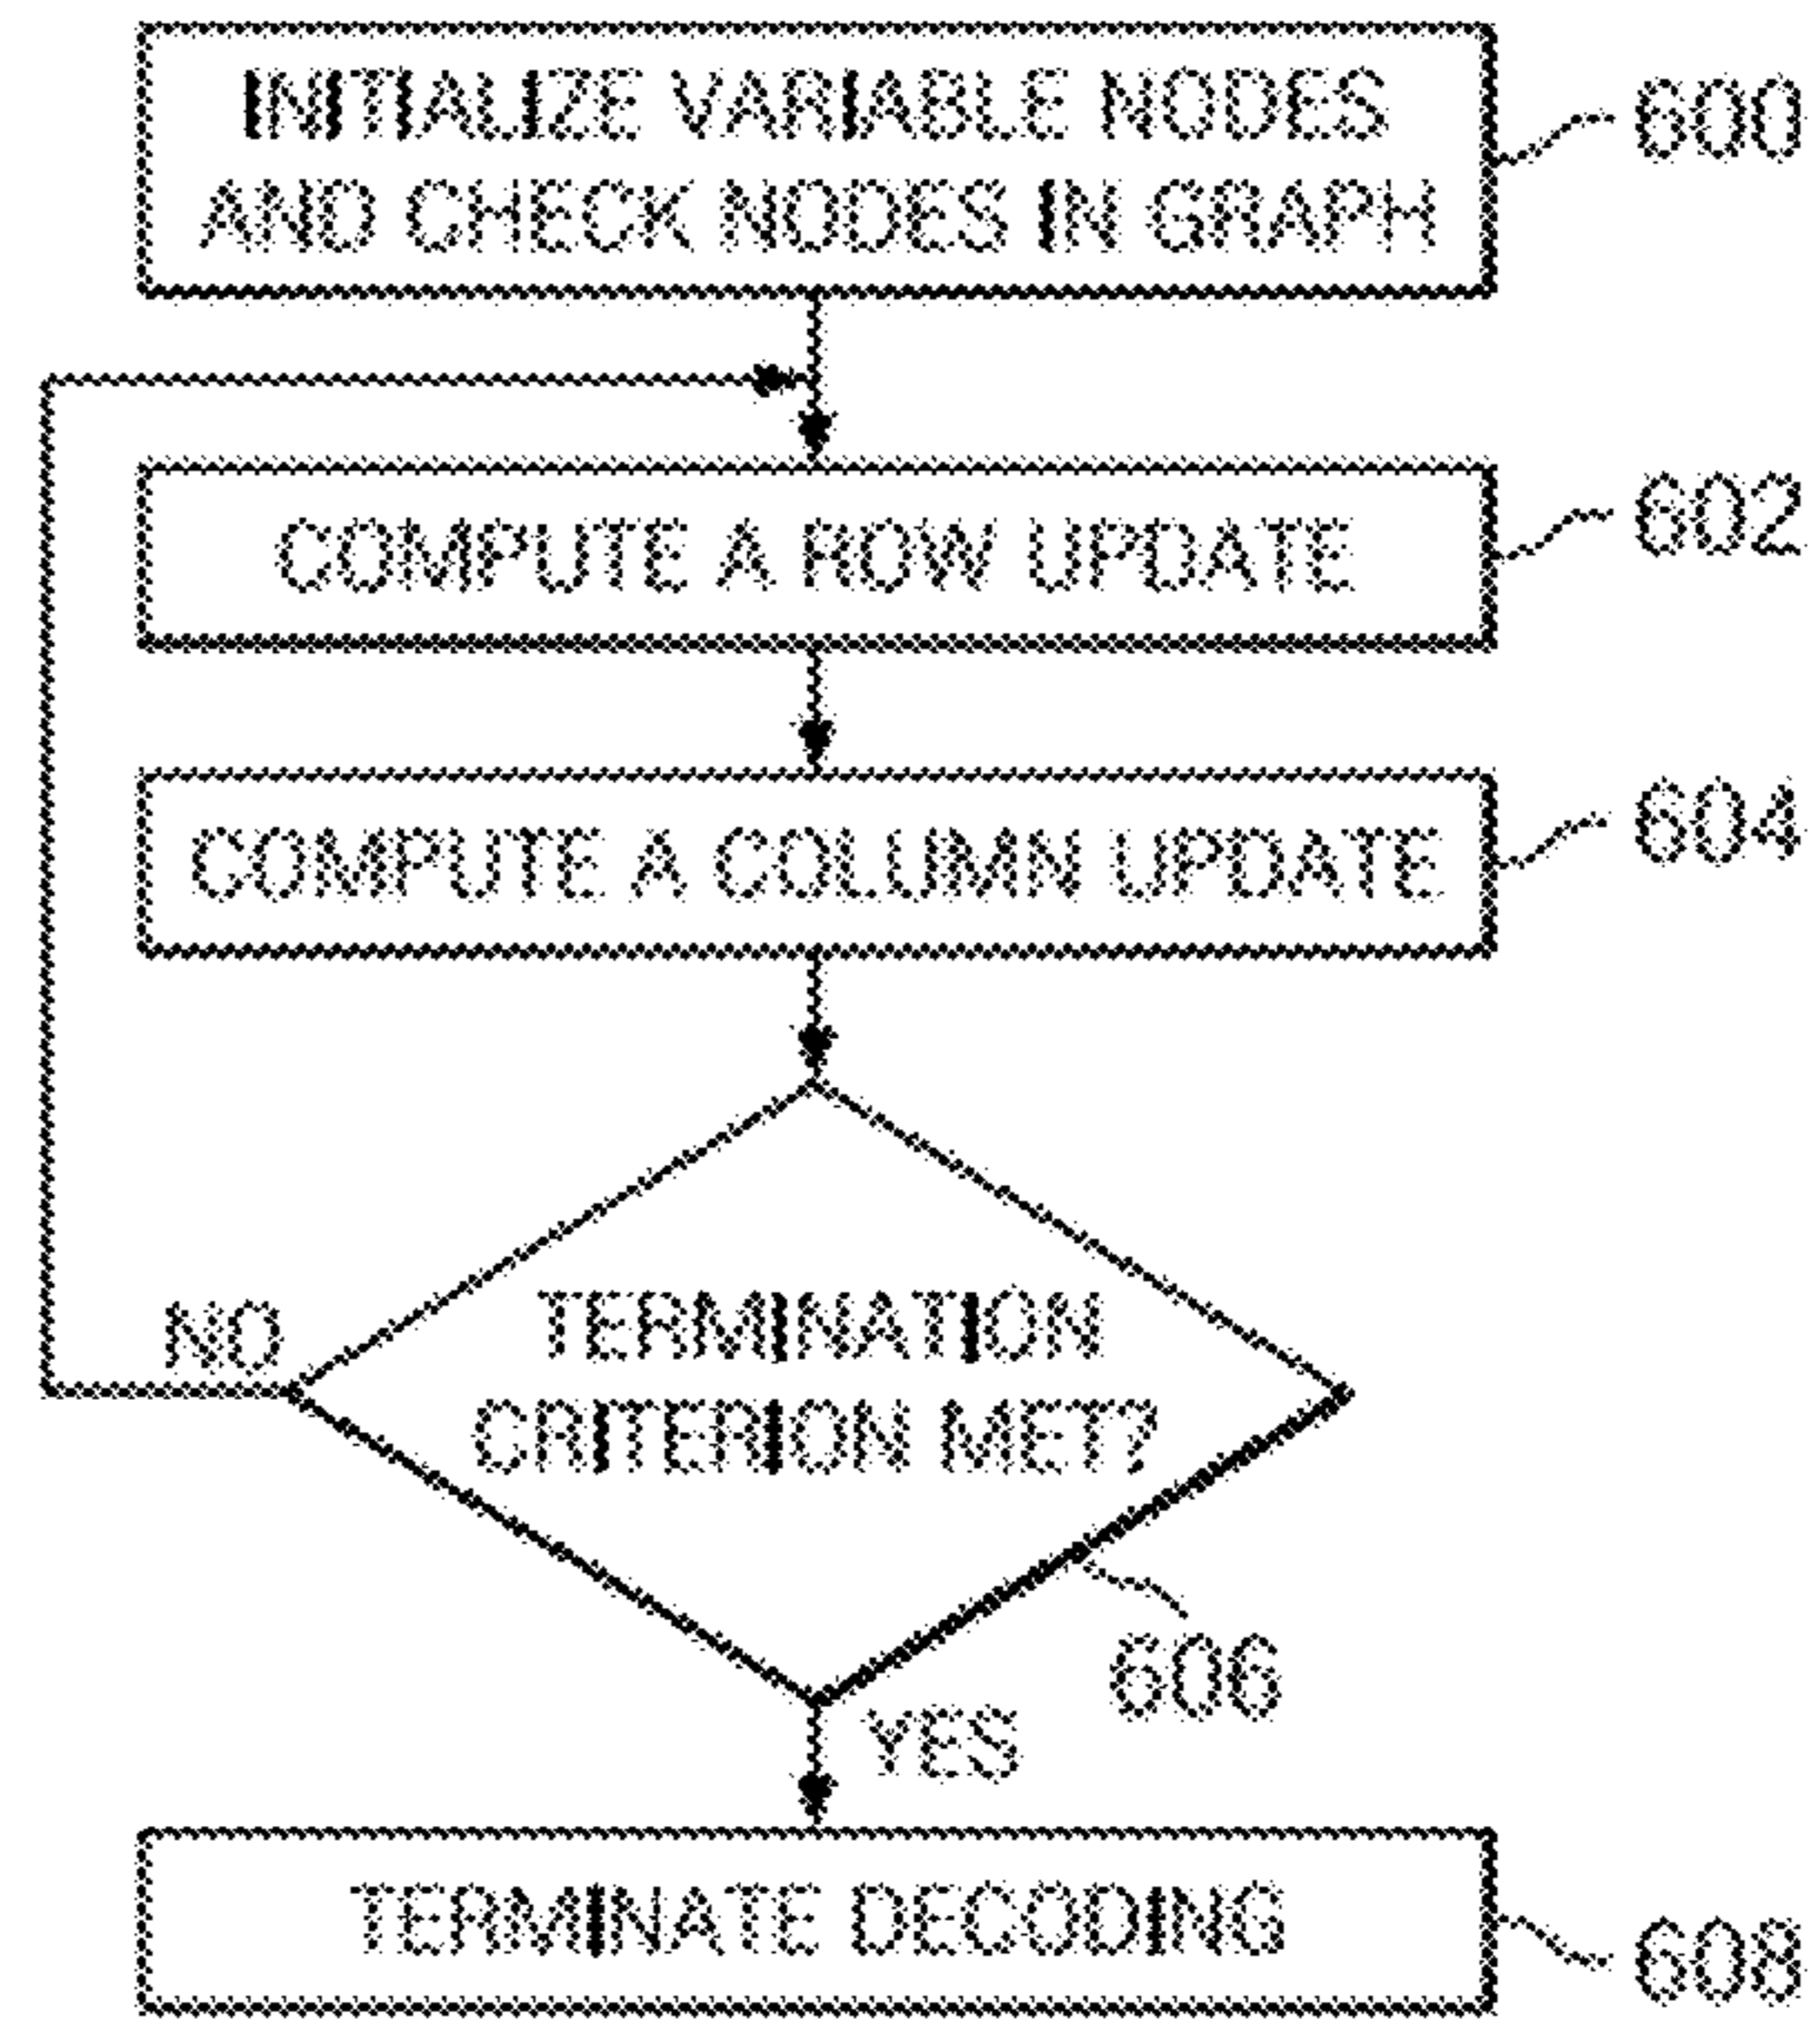 INITIALIZE VARIABLE NODES
AND CHECK NODES IN GRAPH
600
COMPUTE A ROW UPDATE
602
COMPUTE A COLUMN UPDATE
604
NO
TERMINATION
CRITERION MET?
606
YES
TERMINATE DECODING
608